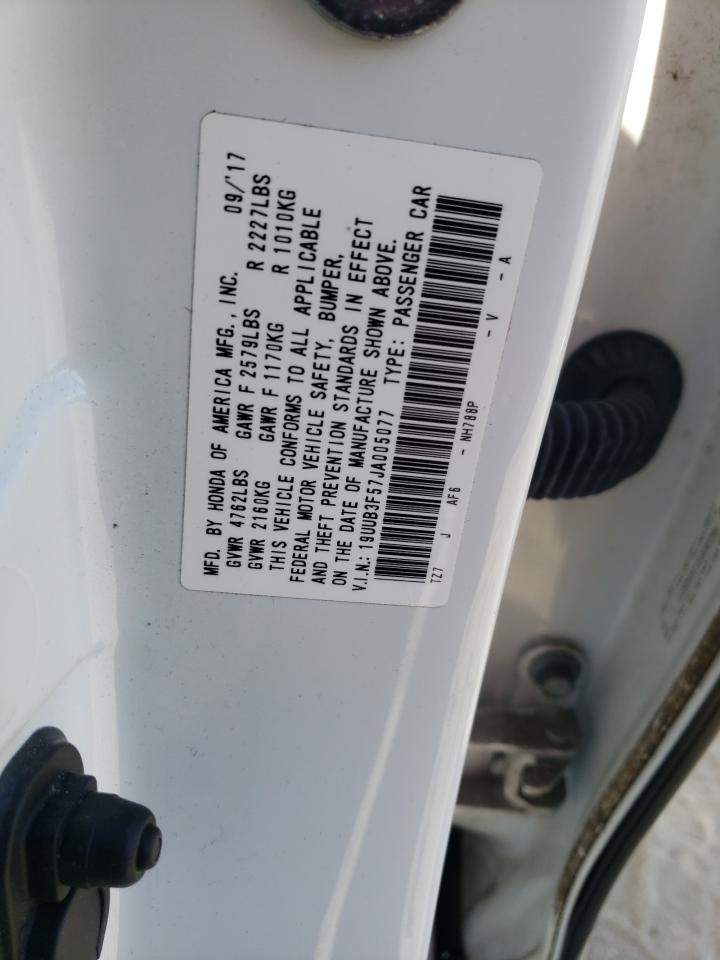 MFD. BY HONDA OF AMERICA MFG., INC. 09/'17
GVWR 4762LBS GAWR F 2579LBS R 2227LBS
GVWR 2160KG GAWR F 1170KG R 1010KG
THIS VEHICLE CONFORMS TO ALL APPLICABLE
FEDERAL MOTOR VEHICLE SAFETY, BUMPER,
AND THEFT PREVENTION STANDARDS IN EFFECT
ON THE DATE OF MANUFACTURE SHOWN ABOVE.
V.I.N.: 19UUB3F57JA005077 TYPE: PASSENGER CAR
TZ7 J AF6 - NH788P - V - A